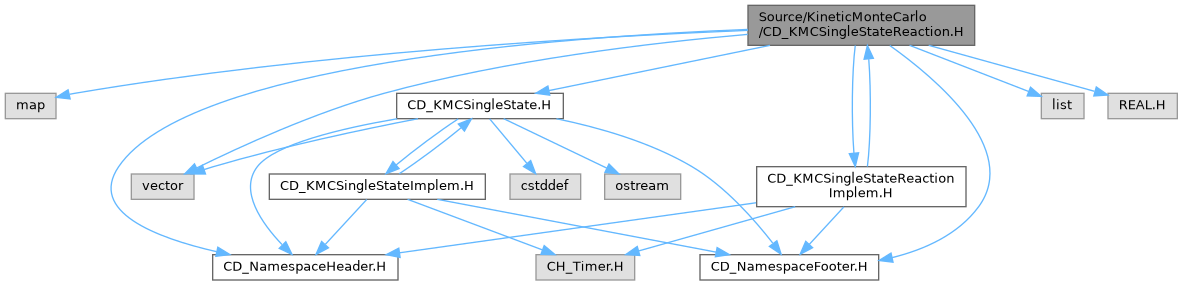 Source/KineticMonteCarlo
/CD_KMCSingleStateReaction.H
map
CD_KMCSingleState.H
list
REAL.H
vector
CD_KMCSingleStateImplem.H
cstddef
ostream
CD_KMCSingleStateReaction
Implem.H
CD_NamespaceHeader.H
CH_Timer.H
CD_NamespaceFooter.H